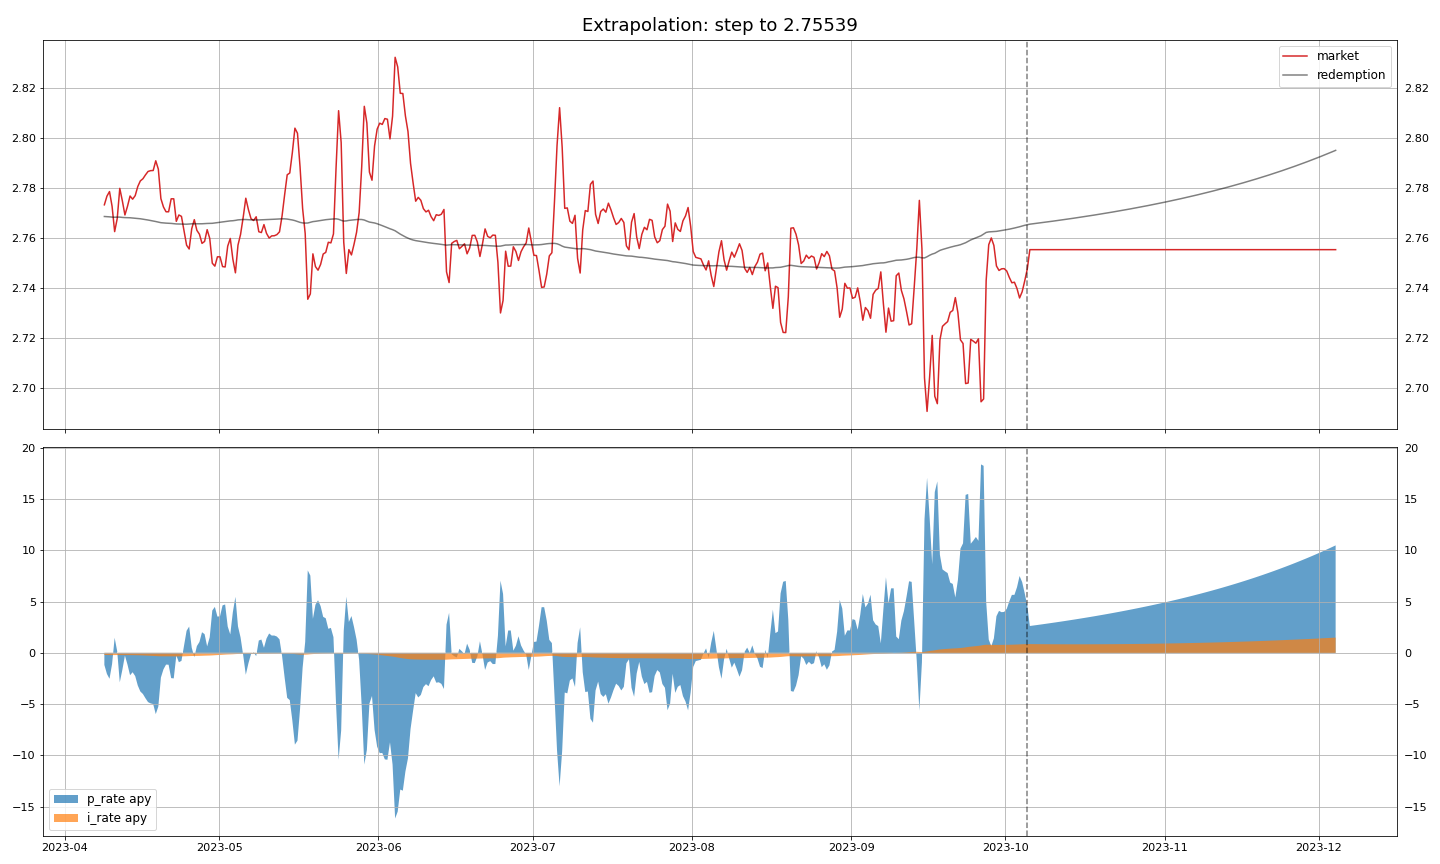 Extrapolation: step to 2.75539
market
redemption
2.82 2.82
2.80 2.80
2.78 2.78
2.76 2.76
2.74 2.74
2.72 2.72
2.70 2.70
20 20
15 15
10 10
5 5
0 0
−5 −5
−10 −10
−15 −15
p_rate apy
i_rate apy
2023-04 2023-05 2023-06 2023-07 2023-08 2023-09 2023-10 2023-11 2023-12